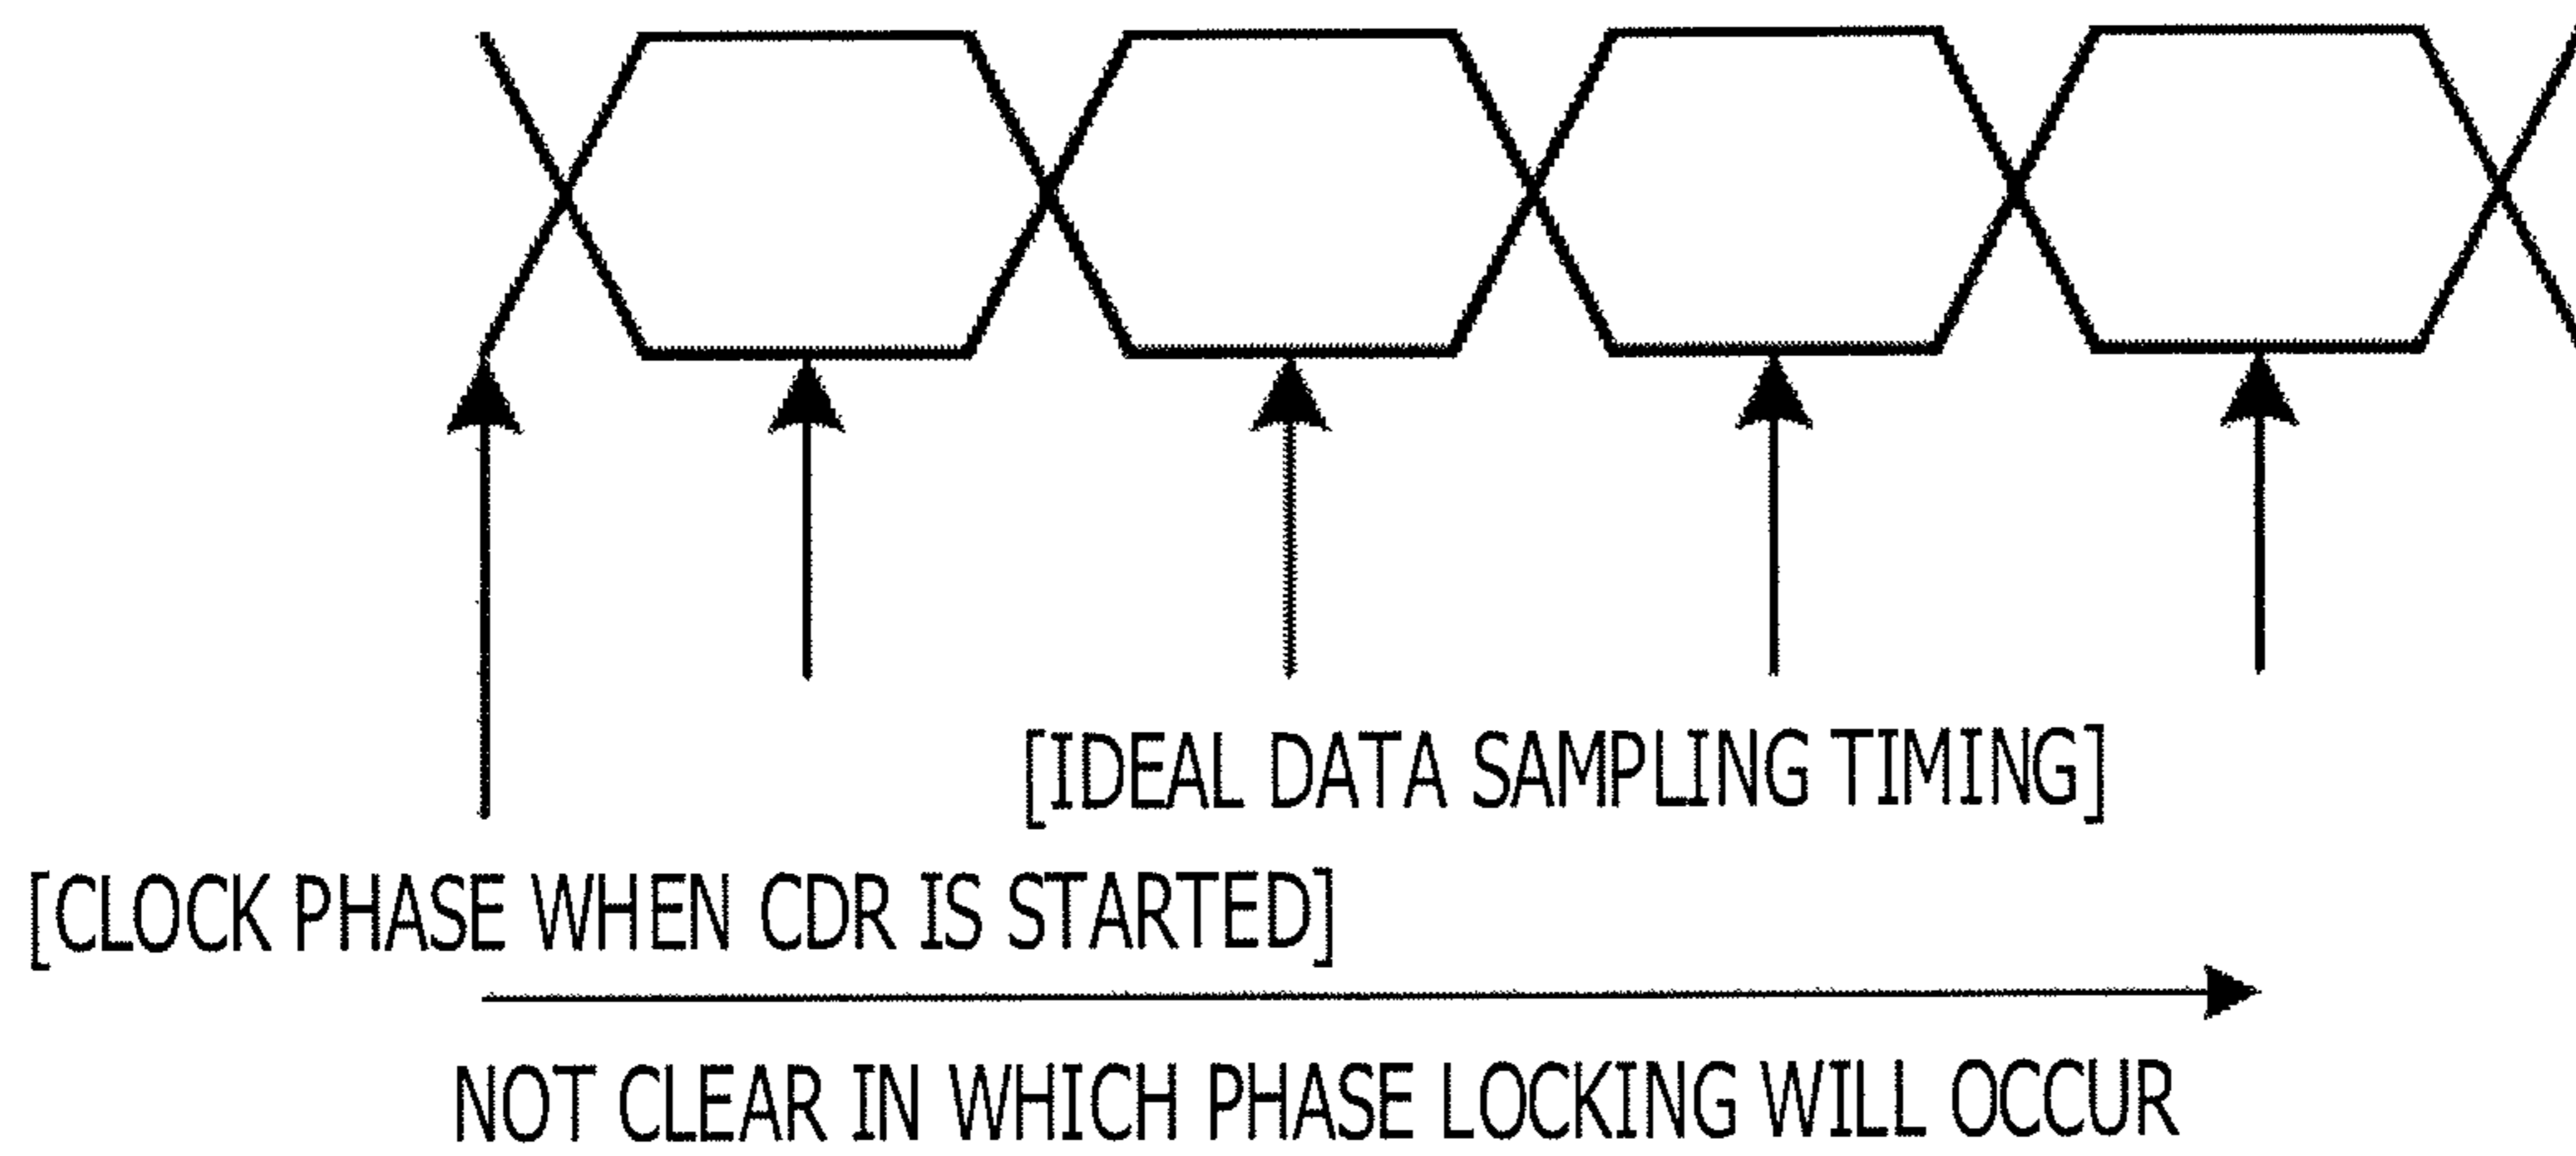 [IDEAL DATA SAMPLING TIMING]
[CLOCK PHASE WHEN CDR IS STARTED]
NOT CLEAR IN WHICH PHASE LOCKING WILL OCCUR